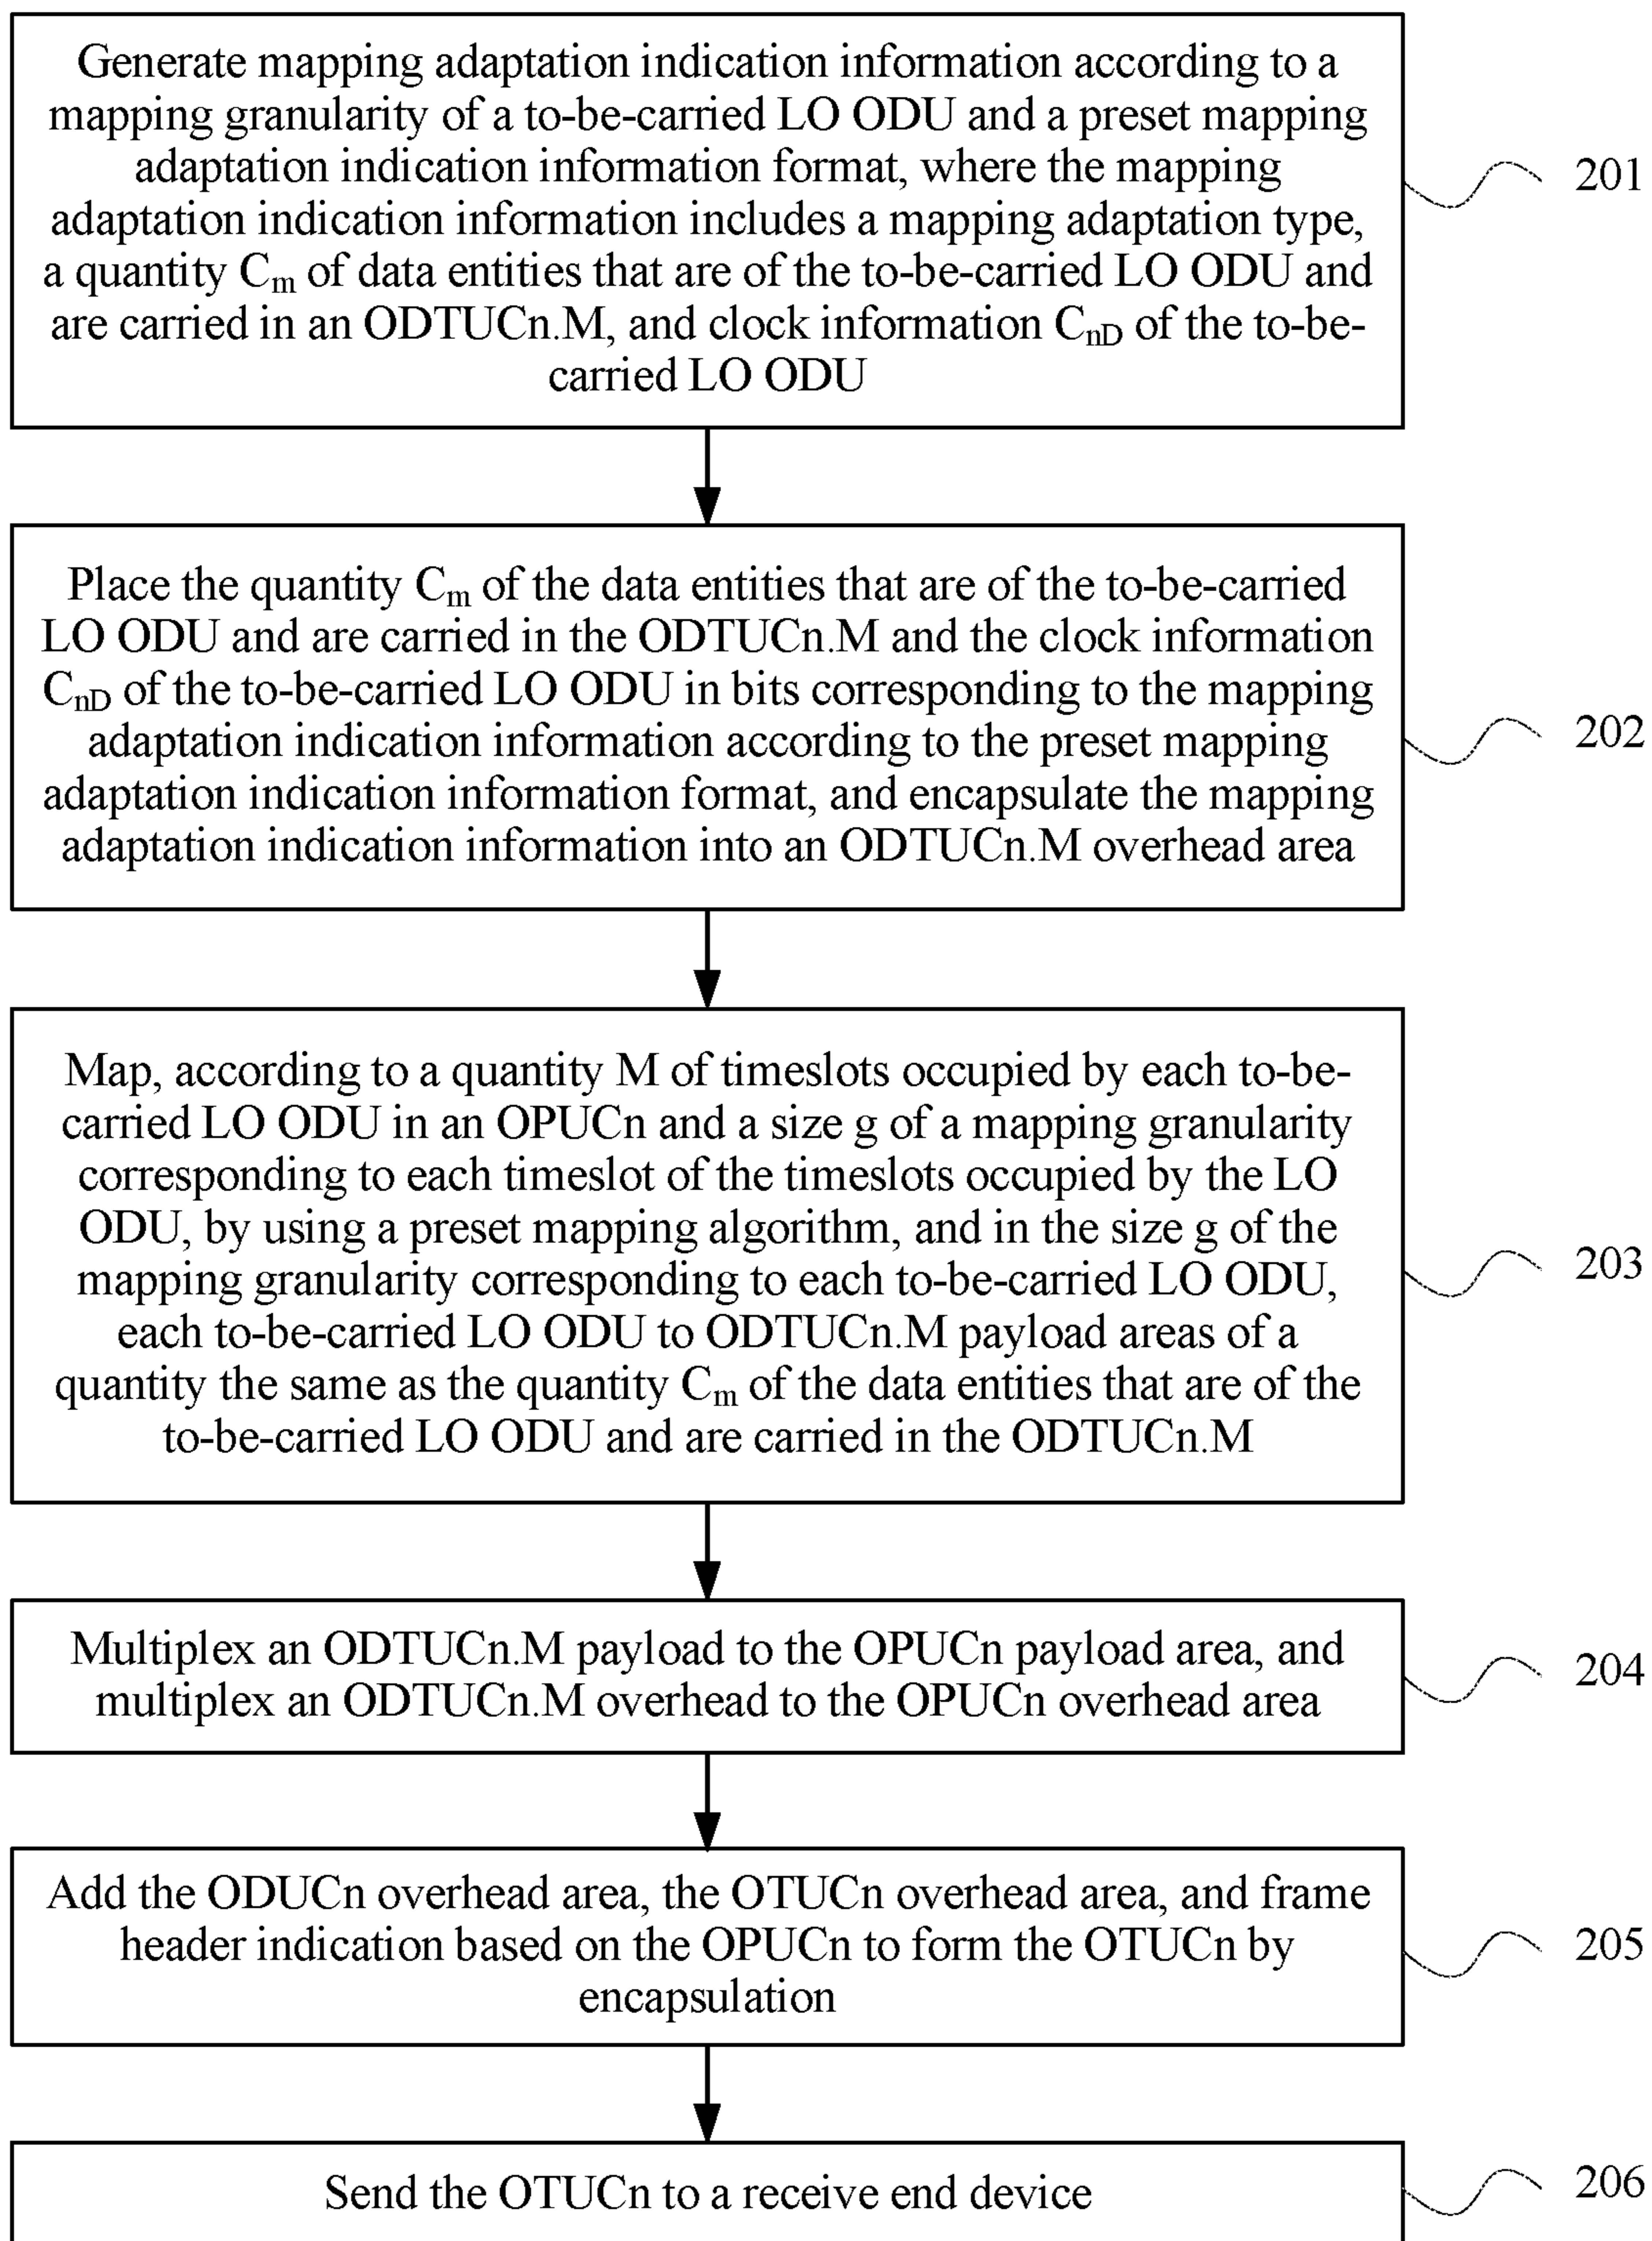 Generate mapping adaptation indication information according to a
mapping granularity of a to-be-carried LO ODU and a preset mapping
adaptation indication information format, where the mapping
adaptation indication information includes a mapping adaptation type,
a quantity Cm of data entities that are of the to-be-carried LO ODU and
are carried in an ODTUCn.M, and clock information CnD of the to-be-
carried LO ODU
201
Place the quantity Cm of the data entities that are of the to-be-carried
LO ODU and are carried in the ODTUCn.M and the clock information
CnD of the to-be-carried LO ODU in bits corresponding to the mapping
adaptation indication information according to the preset mapping
adaptation indication information format, and encapsulate the mapping
adaptation indication information into an ODTUCn.M overhead area
202
Map, according to a quantity M of timeslots occupied by each to-be-
carried LO ODU in an OPUCn and a size g of a mapping granularity
corresponding to each timeslot of the timeslots occupied by the LO
ODU, by using a preset mapping algorithm, and in the size g of the
mapping granularity corresponding to each to-be-carried LO ODU,
each to-be-carried LO ODU to ODTUCn.M payload areas of a
quantity the same as the quantity Cm of the data entities that are of the
to-be-carried LO ODU and are carried in the ODTUCn.M
203
Multiplex an ODTUCn.M payload to the OPUCn payload area, and
multiplex an ODTUCn.M overhead to the OPUCn overhead area
204
Add the ODUCn overhead area, the OTUCn overhead area, and frame
header indication based on the OPUCn to form the OTUCn by
encapsulation
205
Send the OTUCn to a receive end device
206